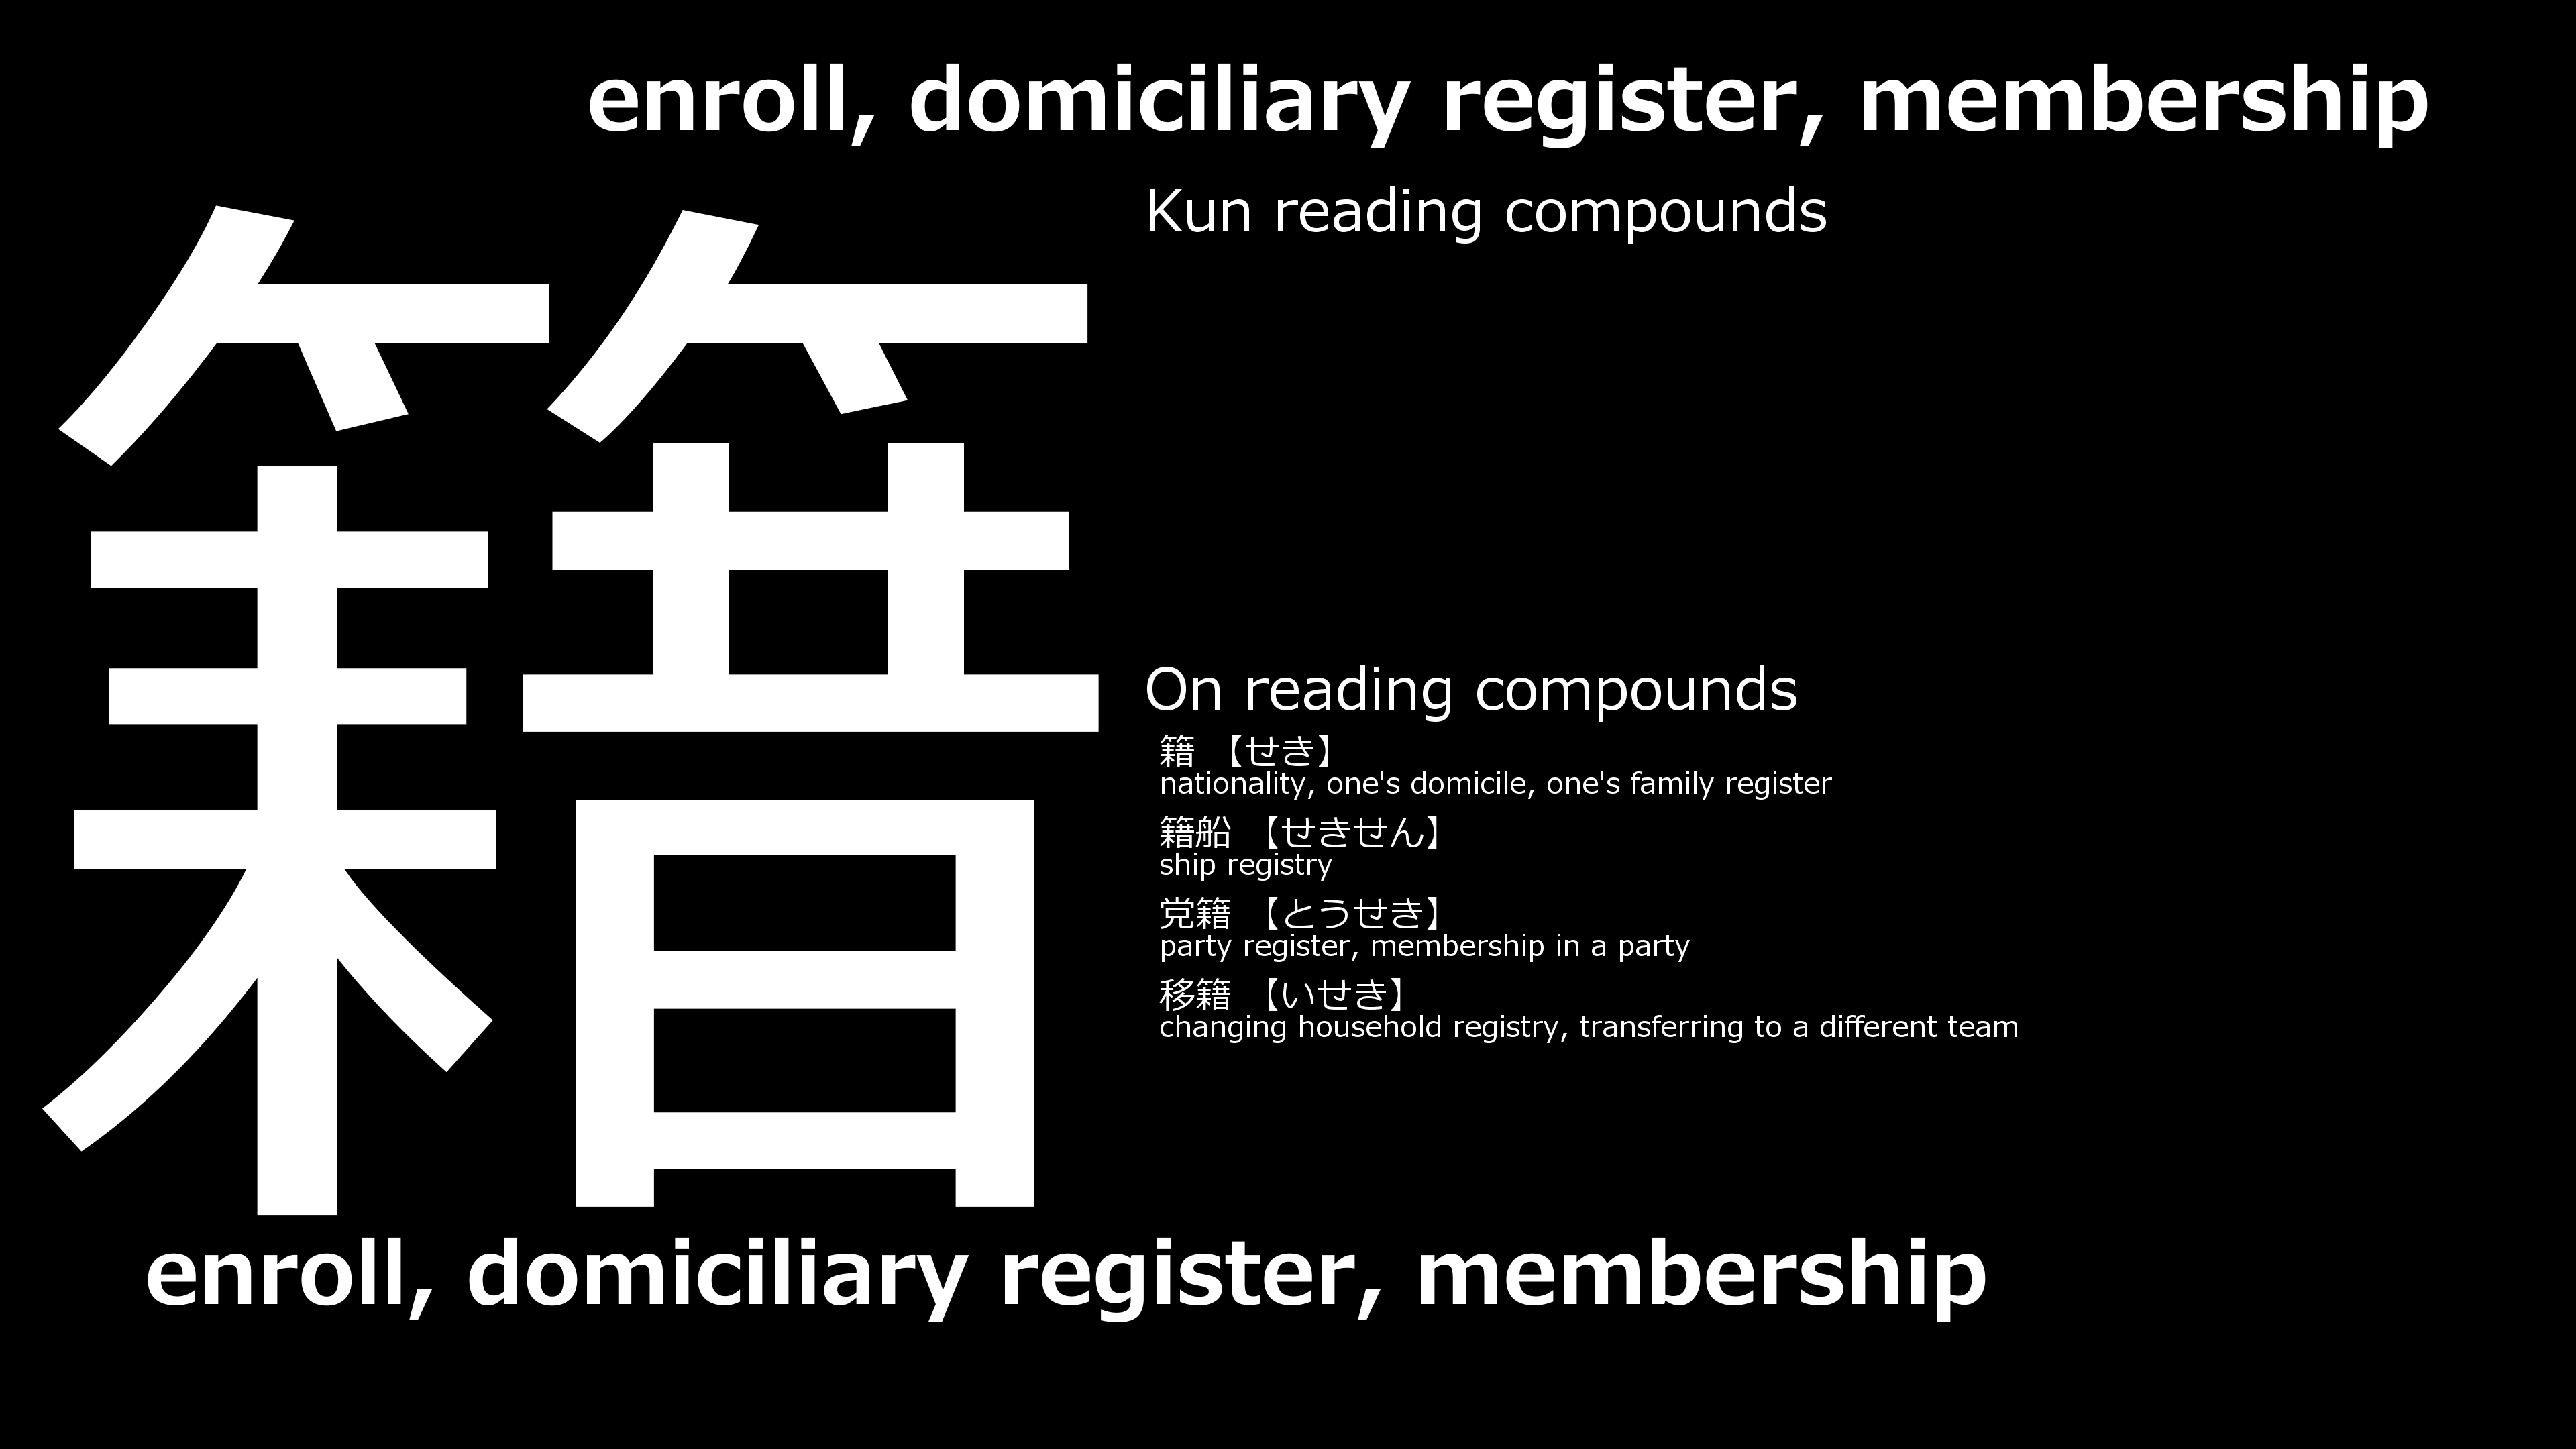 enroll, domiciliary register, membership
籍
Kun reading compounds
On reading compounds
籍 【せき】
nationality, one's domicile, one's family register
籍船 【せきせん】
ship registry
党籍 【とうせき】
party register, membership in a party
移籍 【いせき】
changing household registry, transferring to a different team
enroll, domiciliary register, membership